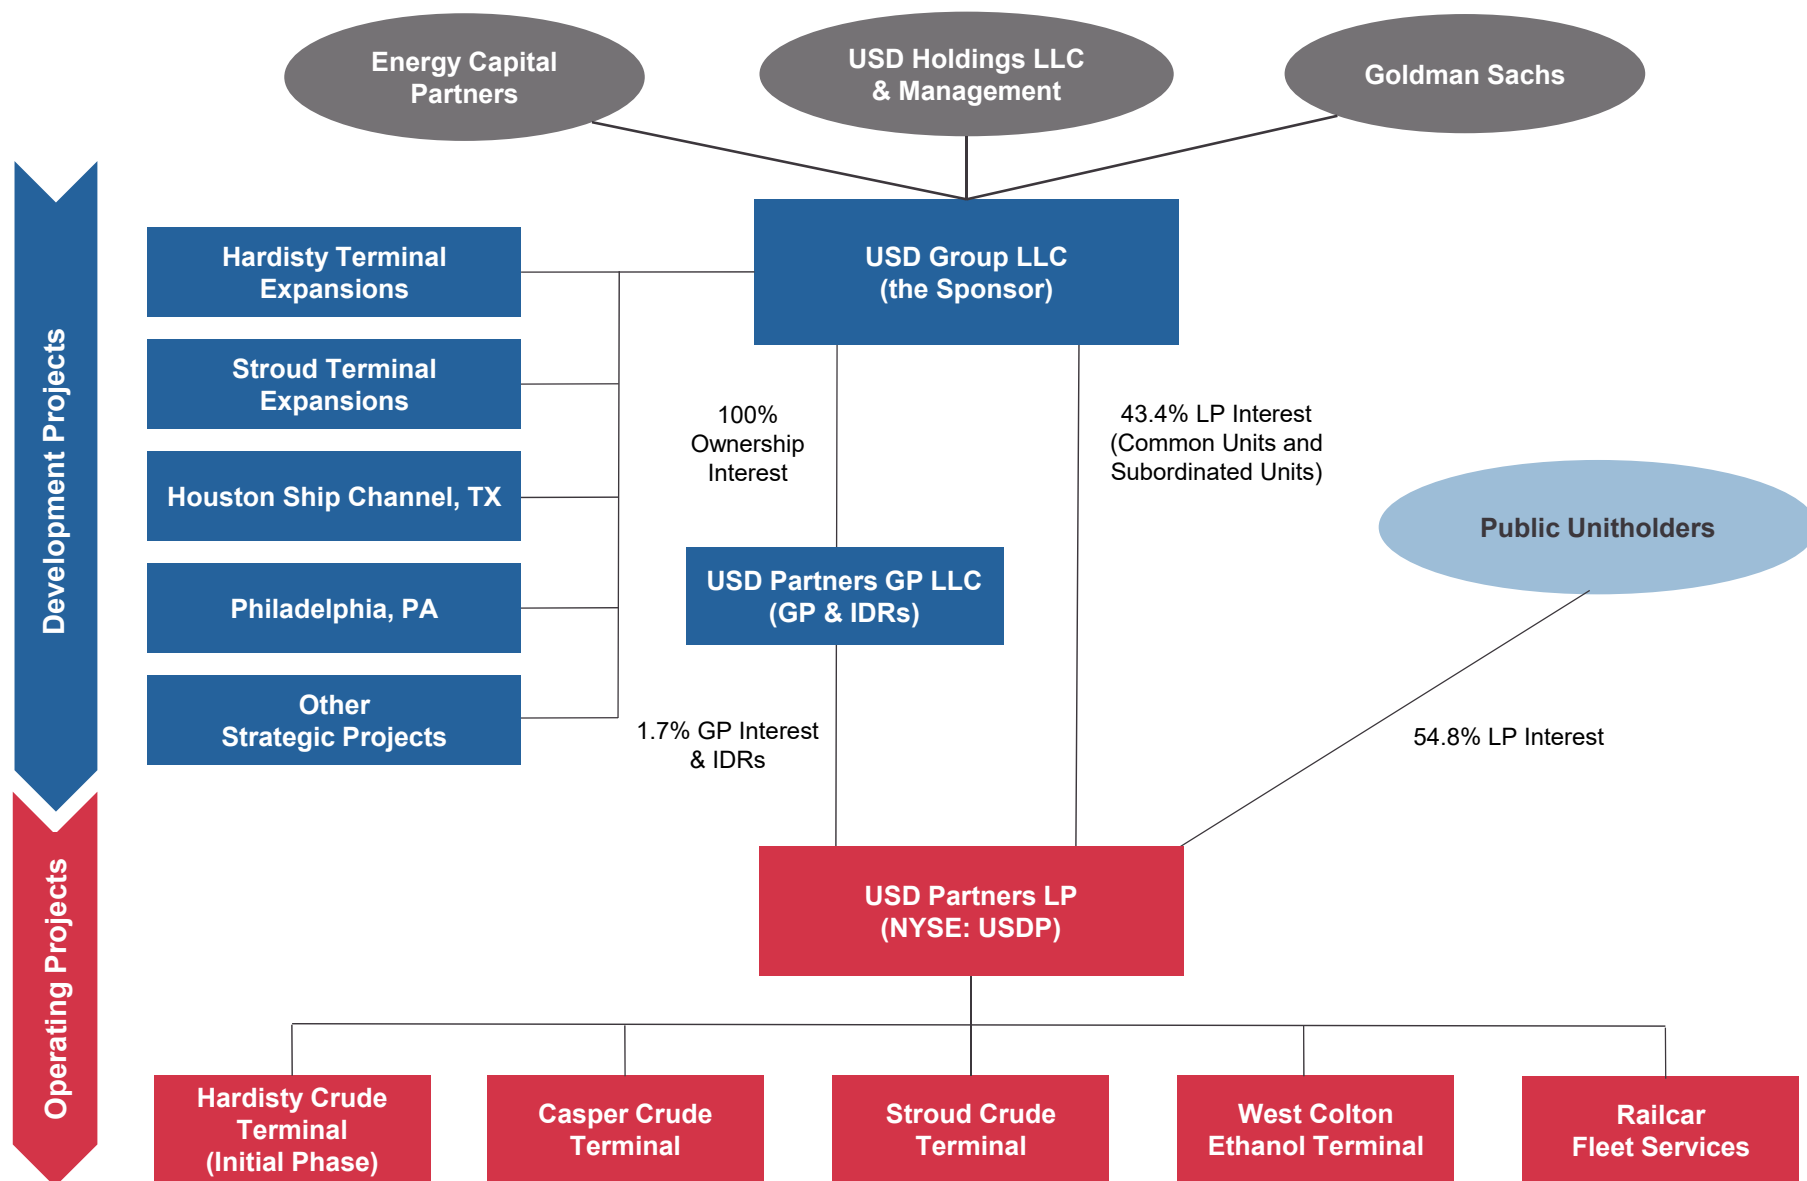 Energy Capital
Partners
USD Holdings LLC
& Management
Goldman Sachs
Development Projects
Hardisty Terminal
Expansions
USD Group LLC
(the Sponsor)
Stroud Terminal
Expansions
100%
Ownership
Interest
43.4% LP Interest
(Common Units and
Subordinated Units)
Houston Ship Channel, TX
Public Unitholders
USD Partners GP LLC
(GP & IDRs)
Philadelphia, PA
Other
Strategic Projects
1.7% GP Interest
& IDRs
54.8% LP Interest
Operating Projects
USD Partners LP
(NYSE: USDP)
Hardisty Crude
Terminal
(Initial Phase)
Casper Crude
Terminal
Stroud Crude
Terminal
West Colton
Ethanol Terminal
Railcar
Fleet Services